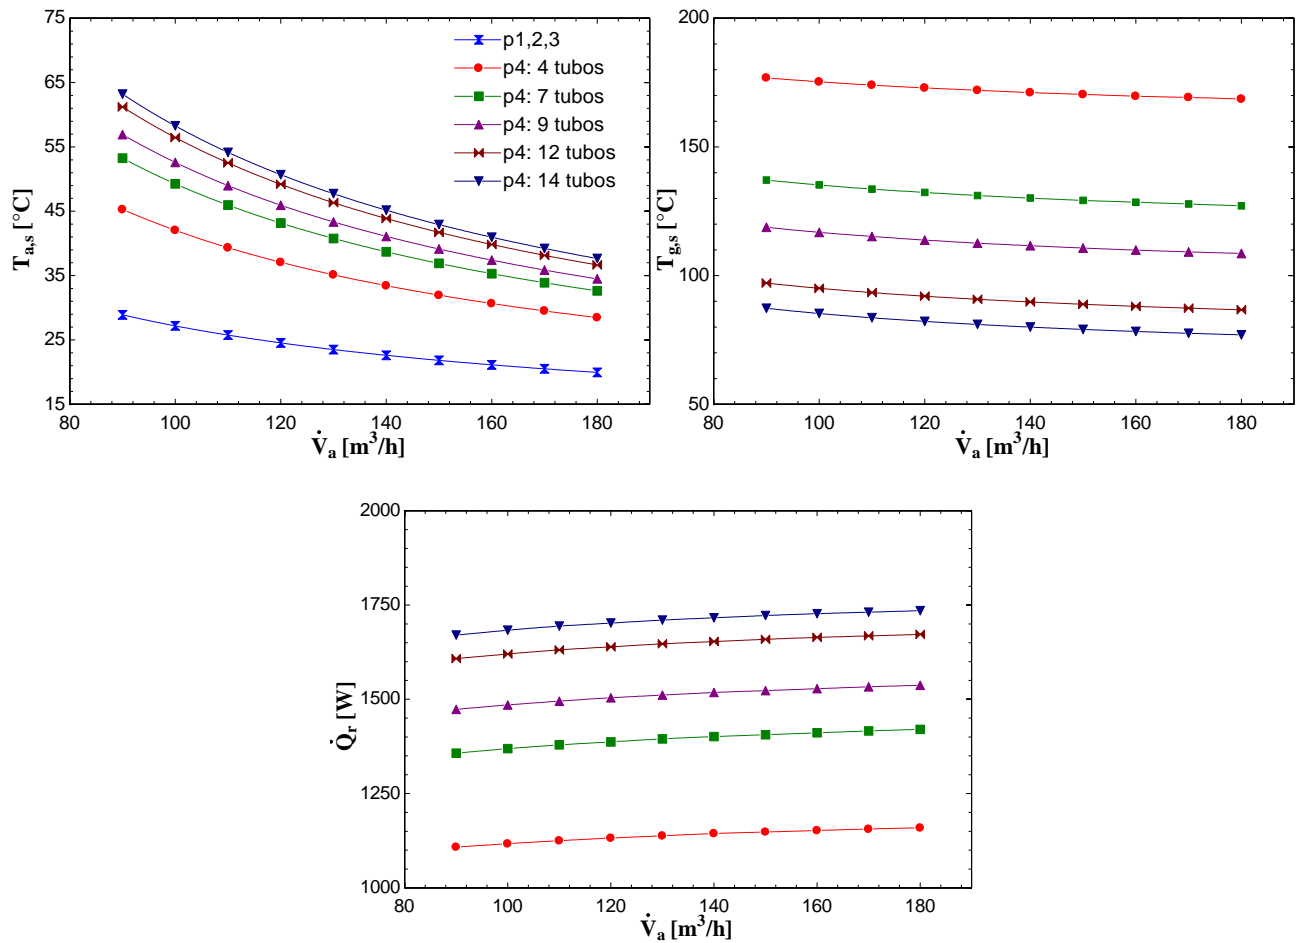 75
65
55
45
35
25
15
T_a,s [°C]
80 100 120 140 160 180
V̇_a [m³/h]
p1,2,3
p4: 4 tubos
p4: 7 tubos
p4: 9 tubos
p4: 12 tubos
p4: 14 tubos
200
150
100
50
T_g,s [°C]
80 100 120 140 160 180
V̇_a [m³/h]
2000
1750
1500
1250
1000
Q̇_r [W]
80 100 120 140 160 180
V̇_a [m³/h]